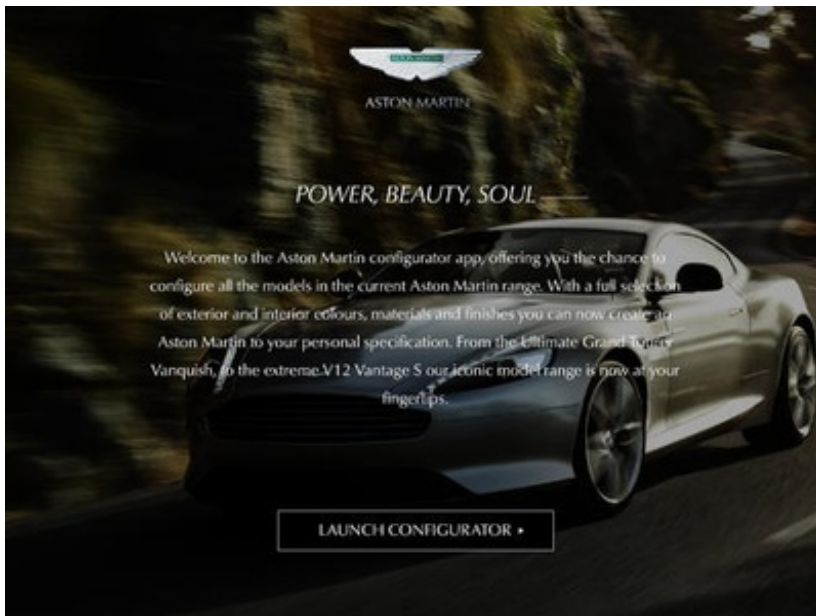 ASTON MARTIN
ASTON MARTIN
POWER, BEAUTY, SOUL
Welcome to the Aston Martin configurator app, offering you the chance to
configure all the models in the current Aston Martin range. With a full selection
of exterior and interior colours, materials and finishes you can now create an
Aston Martin to your personal specification. From the Ultimate Grand Tourer
Vanquish, to the extreme V12 Vantage S our iconic model range is now at your
fingertips.
LAUNCH CONFIGURATOR